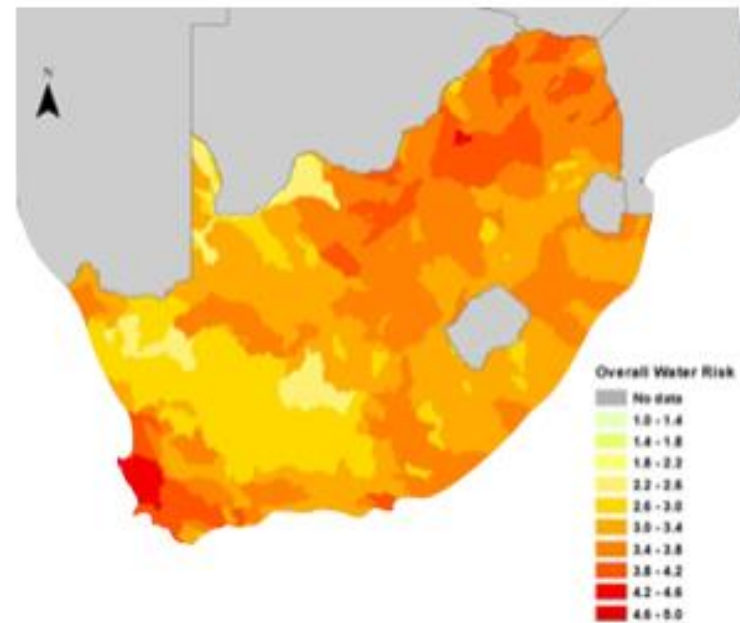 N
Overall Water Risk
No data
1.0 - 1.4
1.4 - 1.8
1.8 - 2.2
2.2 - 2.6
2.6 - 3.0
3.0 - 3.4
3.4 - 3.8
3.8 - 4.2
4.2 - 4.6
4.6 - 5.0